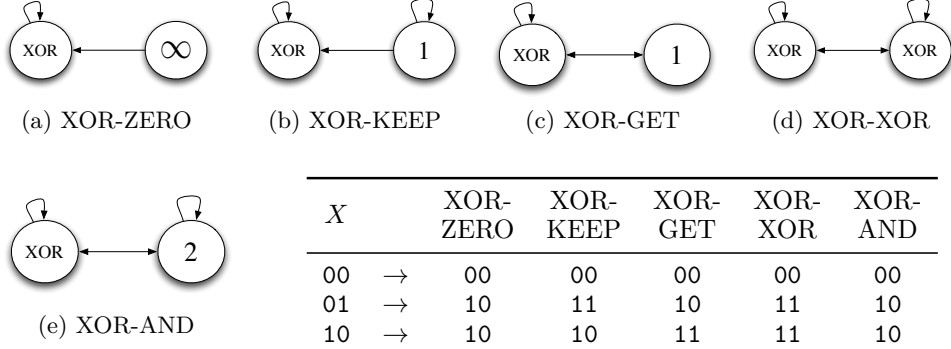 XOR ∞ XOR 1 XOR 1 XOR XOR
(a) XOR-ZERO (b) XOR-KEEP (c) XOR-GET (d) XOR-XOR
XOR 2
(e) XOR-AND
X XOR-ZERO XOR-KEEP XOR-GET XOR-XOR XOR-AND
00 → 00 00 00 00 00
01 → 10 11 10 11 10
10 → 10 10 11 11 10